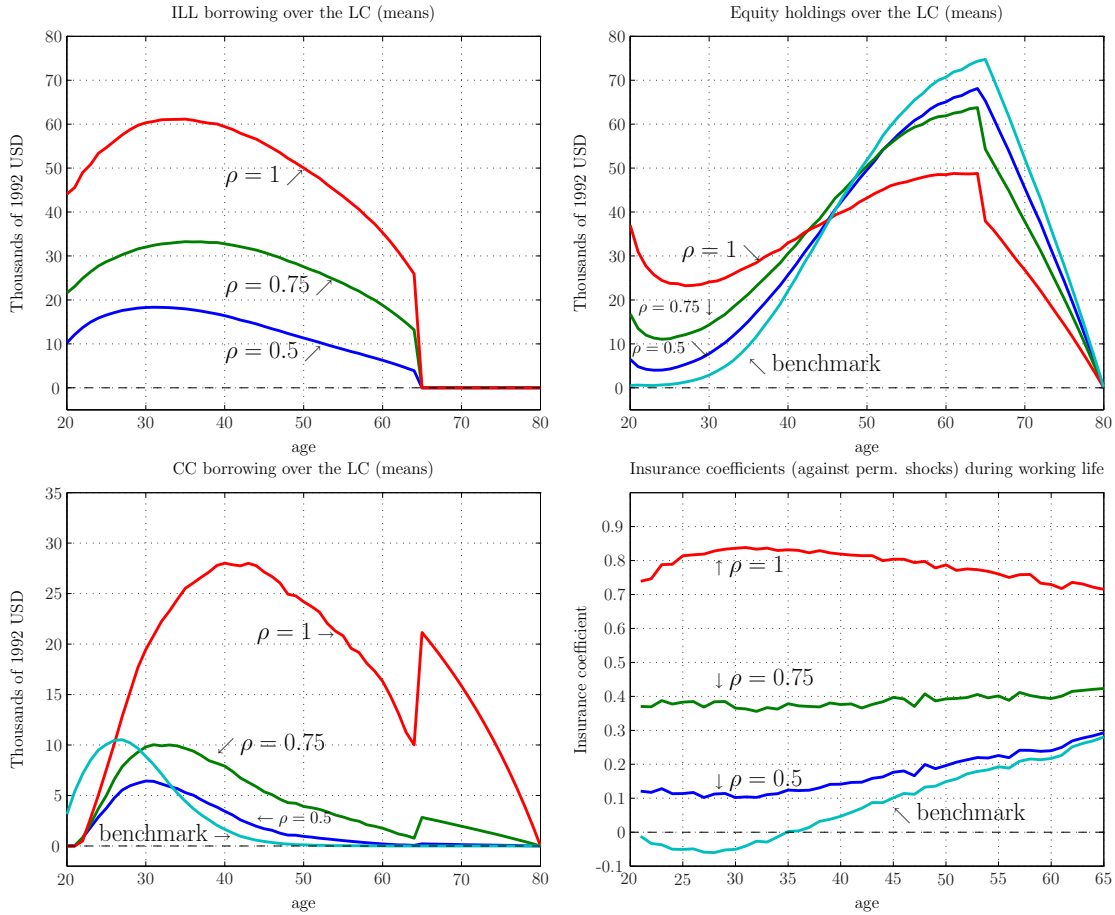 ILL borrowing over the LC (means)
80
70
60
50
40
30
20
10
0
Thousands of 1992 USD
ρ = 1 ↗
ρ = 0.75 ↗
ρ = 0.5 ↗
20 30 40 50 60 70 80
age
Equity holdings over the LC (means)
80
70
60
50
40
30
20
10
0
Thousands of 1992 USD
ρ = 1 ↘
ρ = 0.75 ↓
ρ = 0.5 ↘
↖ benchmark
20 30 40 50 60 70 80
age
CC borrowing over the LC (means)
35
30
25
20
15
10
5
0
Thousands of 1992 USD
ρ = 1 →
↙ ρ = 0.75
← ρ = 0.5
benchmark →
20 30 40 50 60 70 80
age
Insurance coefficients (against perm. shocks) during working life
0.9
0.8
0.7
0.6
0.5
0.4
0.3
0.2
0.1
0
-0.1
Insurance coefficient
↑ ρ = 1
↓ ρ = 0.75
↓ ρ = 0.5
↖ benchmark
20 25 30 35 40 45 50 55 60 65
age